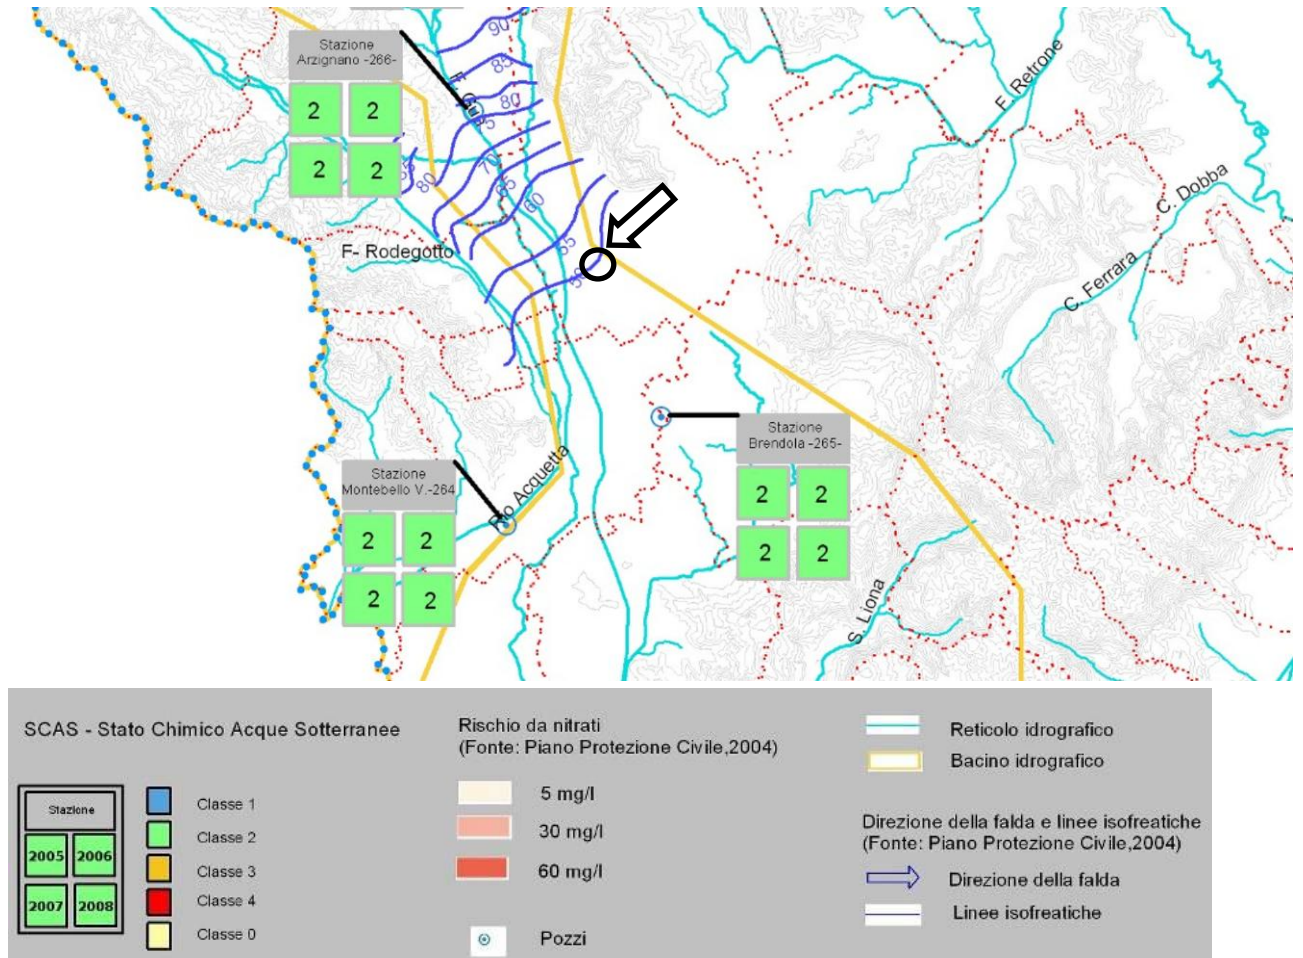 90
85
80
75
70
65
60
55
50
85
80
Stazione
Arzignano -266-
2 2
2 2
F. Retrone
C. Dobba
C. Ferrara
F- Rodegotto
Stazione
Brendola -265-
2 2
2 2
Stazione
Montebello V.-264
2 2
2 2
Rio Acquetta
S. Liona
SCAS - Stato Chimico Acque Sotterranee
Stazione
2005 2006
2007 2008
Classe 1
Classe 2
Classe 3
Classe 4
Classe 0
Rischio da nitrati
(Fonte: Piano Protezione Civile,2004)
5 mg/l
30 mg/l
60 mg/l
Pozzi
Reticolo idrografico
Bacino idrografico
Direzione della falda e linee isofreatiche
(Fonte: Piano Protezione Civile,2004)
Direzione della falda
Linee isofreatiche